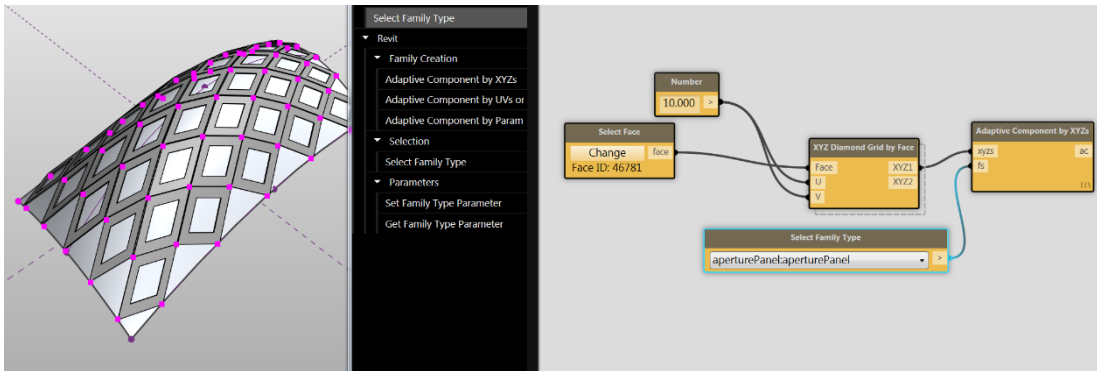 Select Family Type
Revit
Family Creation
Adaptive Component by XYZs
Adaptive Component by UVs or
Adaptive Component by Param
Selection
Select Family Type
Parameters
Set Family Type Parameter
Get Family Type Parameter
Number
10.000 >
Select Face
Change face
Face ID: 46781
XYZ Diamond Grid by Face
Face XYZ1
U XYZ2
V
Adaptive Component by XYZs
xyzs ac
fs
Select Family Type
aperturePanel:aperturePanel >